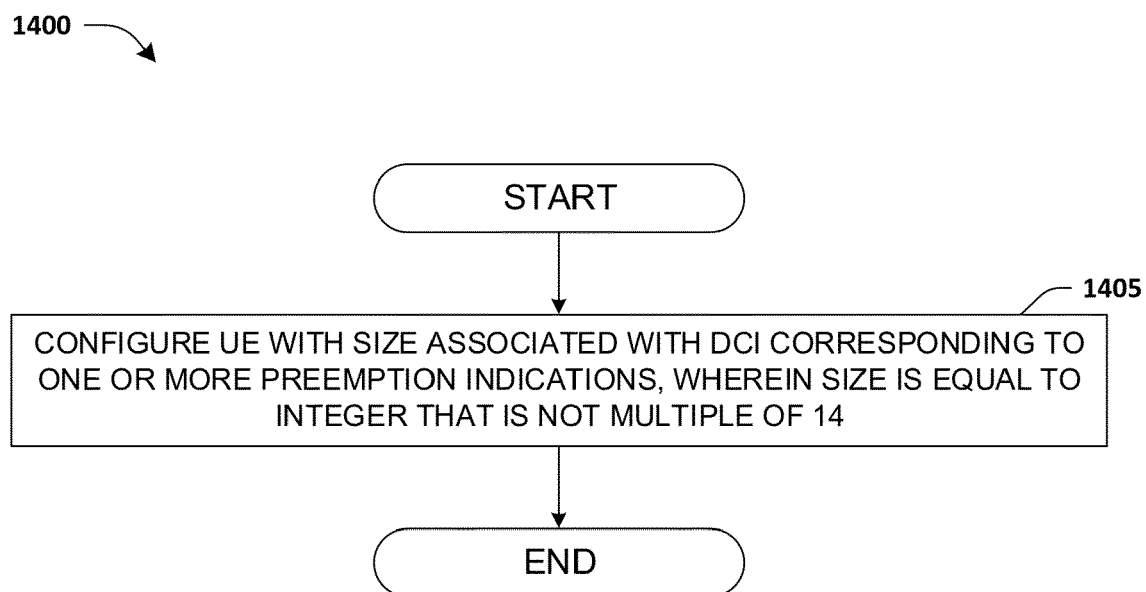 1400
START
1405
CONFIGURE UE WITH SIZE ASSOCIATED WITH DCI CORRESPONDING TO
ONE OR MORE PREEMPTION INDICATIONS, WHEREIN SIZE IS EQUAL TO
INTEGER THAT IS NOT MULTIPLE OF 14
END